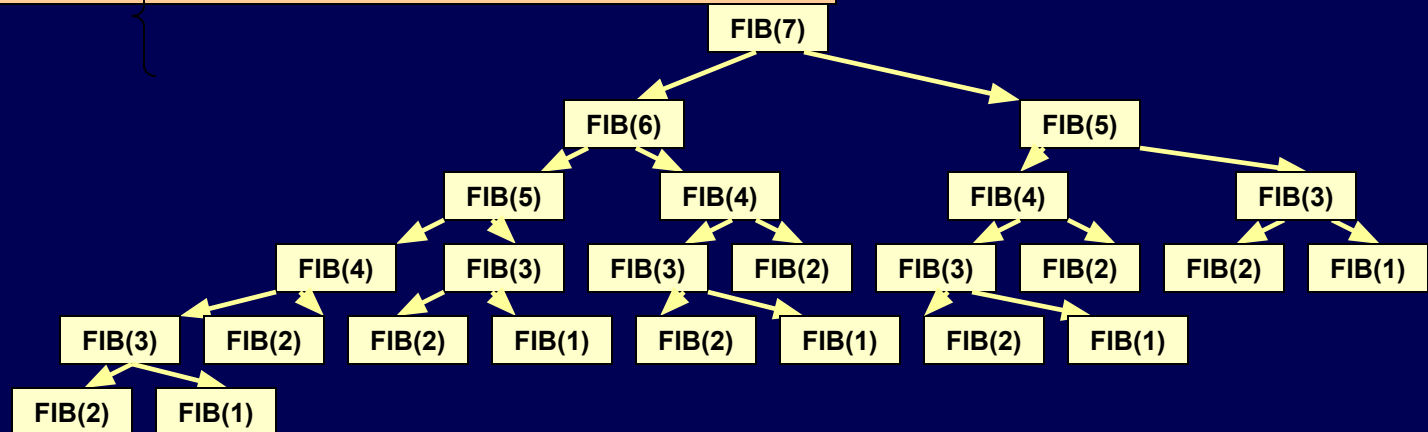 FIB(7)
FIB(6) FIB(5)
FIB(5) FIB(4) FIB(4) FIB(3)
FIB(4) FIB(3) FIB(3) FIB(2) FIB(3) FIB(2) FIB(2) FIB(1)
FIB(3) FIB(2) FIB(2) FIB(1) FIB(2) FIB(1) FIB(2) FIB(1)
FIB(2) FIB(1)